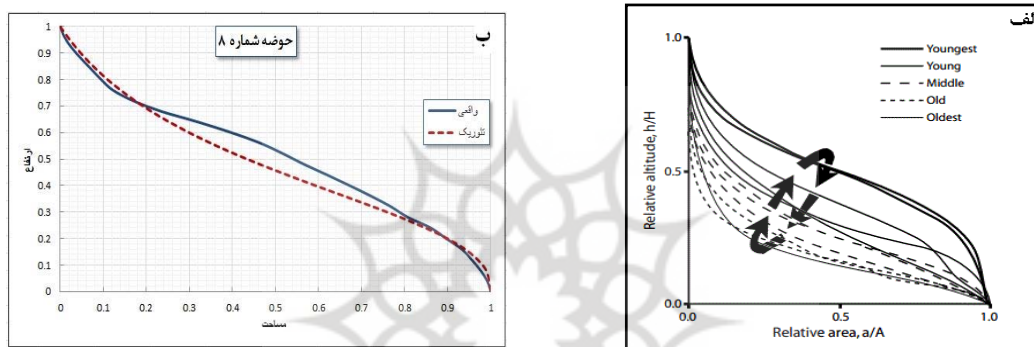 الف
1.0
0.5
0.0
0.0
0.5
1.0
Relative altitude, h/H
Relative area, a/A
Youngest
Young
Middle
Old
Oldest
ب
حوضه شماره ۸
واقعی
تئوریک
ارتفاع
مساحت
1
0.9
0.8
0.7
0.6
0.5
0.4
0.3
0.2
0.1
0
0
0.1
0.2
0.3
0.4
0.5
0.6
0.7
0.8
0.9
1